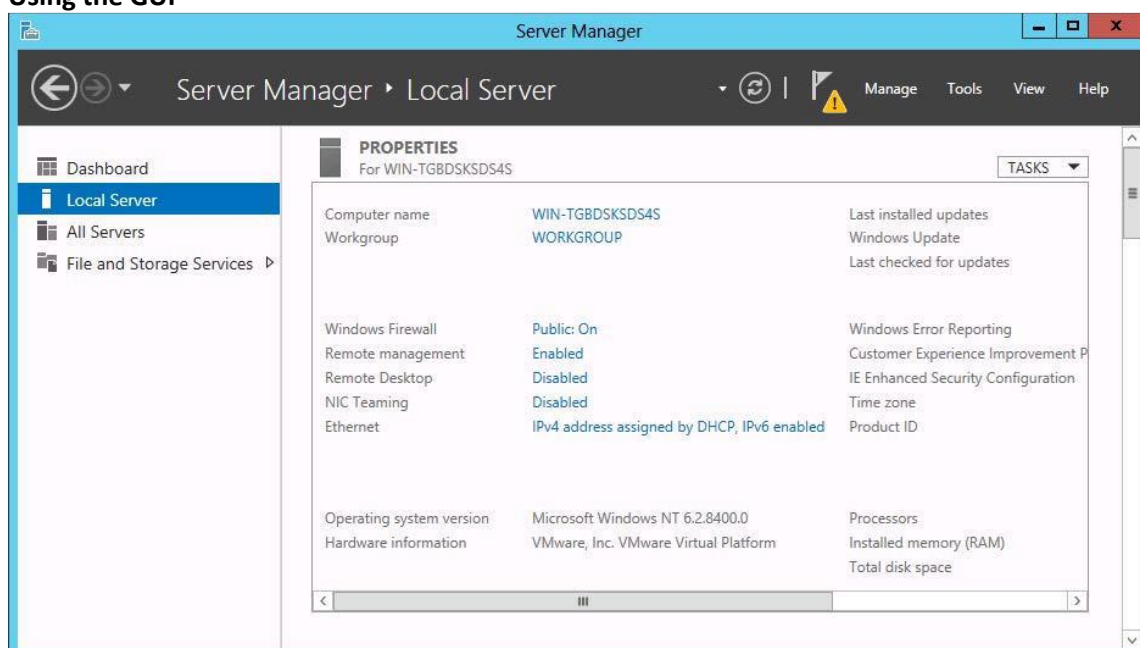 Using the GUI
Server Manager
Server Manager • Local Server
Manage Tools View Help
Dashboard
Local Server
All Servers
File and Storage Services
PROPERTIES
For WIN-TGBDSKSDS4S
TASKS
Computer name WIN-TGBDSKSDS4S Last installed updates
Workgroup WORKGROUP Windows Update
Last checked for updates
Windows Firewall Public: On Windows Error Reporting
Remote management Enabled Customer Experience Improvement P
Remote Desktop Disabled IE Enhanced Security Configuration
NIC Teaming Disabled Time zone
Ethernet IPv4 address assigned by DHCP, IPv6 enabled Product ID
Operating system version Microsoft Windows NT 6.2.8400.0 Processors
Hardware information VMware, Inc. VMware Virtual Platform Installed memory (RAM)
Total disk space